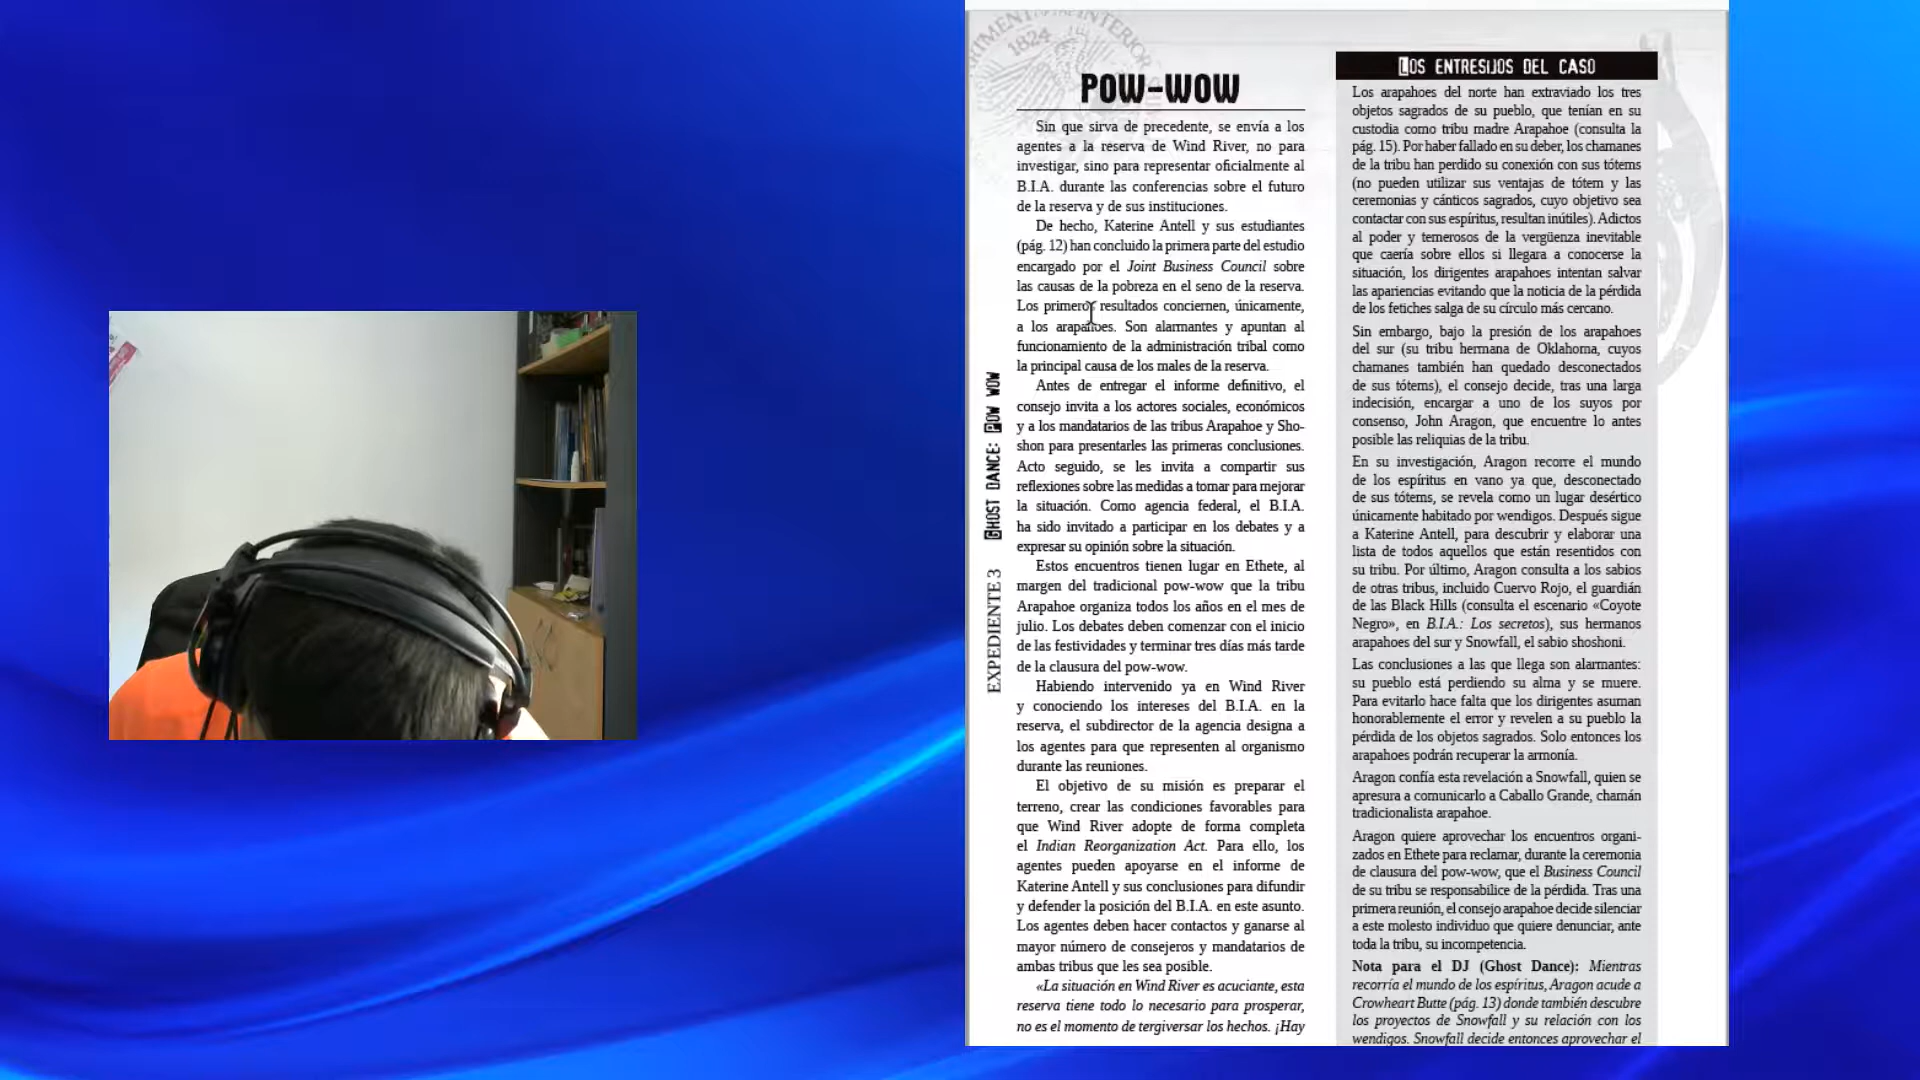 DEPARTMENT OF THE INTERIOR
1824
POW-WOW
Sin que sirva de precedente, se envía a los
agentes a la reserva de Wind River, no para
investigar, sino para representar oficialmente al
B.I.A. durante las conferencias sobre el futuro
de la reserva y de sus instituciones.
De hecho, Katerine Antell y sus estudiantes
(pág. 12) han concluido la primera parte del estudio
encargado por el Joint Business Council sobre
las causas de la pobreza en el seno de la reserva.
Los primeros resultados conciernen, únicamente,
a los arapahoes. Son alarmantes y apuntan al
funcionamiento de la administración tribal como
la principal causa de los males de la reserva.
Antes de entregar el informe definitivo, el
consejo invita a los actores sociales, económicos
y a los mandatarios de las tribus Arapahoe y Sho-
shon para presentarles las primeras conclusiones.
Acto seguido, se les invita a compartir sus
reflexiones sobre las medidas a tomar para mejorar
la situación. Como agencia federal, el B.I.A.
ha sido invitado a participar en los debates y a
expresar su opinión sobre la situación.
Estos encuentros tienen lugar en Ethete, al
margen del tradicional pow-wow que la tribu
Arapahoe organiza todos los años en el mes de
julio. Los debates deben comenzar con el inicio
de las festividades y terminar tres días más tarde
de la clausura del pow-wow.
Habiendo intervenido ya en Wind River
y conociendo los intereses del B.I.A. en la
reserva, el subdirector de la agencia designa a
los agentes para que representen al organismo
durante las reuniones.
El objetivo de su misión es preparar el
terreno, crear las condiciones favorables para
que Wind River adopte de forma completa
el Indian Reorganization Act. Para ello, los
agentes pueden apoyarse en el informe de
Katerine Antell y sus conclusiones para difundir
y defender la posición del B.I.A. en este asunto.
Los agentes deben hacer contactos y ganarse al
mayor número de consejeros y mandatarios de
ambas tribus que les sea posible.
«La situación en Wind River es acuciante, esta
reserva tiene todo lo necesario para prosperar,
no es el momento de tergiversar los hechos. ¡Hay
EXPEDIENTE 3 GHOST DANCE: POW WOW
LOS ENTRESIJOS DEL CASO
Los arapahoes del norte han extraviado los tres
objetos sagrados de su pueblo, que tenían en su
custodia como tribu madre Arapahoe (consulta la
pág. 15). Por haber fallado en su deber, los chamanes
de la tribu han perdido su conexión con sus tótems
(no pueden utilizar sus ventajas de tótem y las
ceremonias y cánticos sagrados, cuyo objetivo sea
contactar con sus espíritus, resultan inútiles). Adictos
al poder y temerosos de la vergüenza inevitable
que caería sobre ellos si llegara a conocerse la
situación, los dirigentes arapahoes intentan salvar
las apariencias evitando que la noticia de la pérdida
de los fetiches salga de su círculo más cercano.
Sin embargo, bajo la presión de los arapahoes
del sur (su tribu hermana de Oklahoma, cuyos
chamanes también han quedado desconectados
de sus tótems), el consejo decide, tras una larga
indecisión, encargar a uno de los suyos por
consenso, John Aragon, que encuentre lo antes
posible las reliquias de la tribu.
En su investigación, Aragon recorre el mundo
de los espíritus en vano ya que, desconectado
de sus tótems, se revela como un lugar desértico
únicamente habitado por wendigos. Después sigue
a Katerine Antell, para descubrir y elaborar una
lista de todos aquellos que están resentidos con
su tribu. Por último, Aragon consulta a los sabios
de otras tribus, incluido Cuervo Rojo, el guardián
de las Black Hills (consulta el escenario «Coyote
Negro», en B.I.A.: Los secretos), sus hermanos
arapahoes del sur y Snowfall, el sabio shoshoni.
Las conclusiones a las que llega son alarmantes:
su pueblo está perdiendo su alma y se muere.
Para evitarlo hace falta que los dirigentes asuman
honorablemente el error y revelen a su pueblo la
pérdida de los objetos sagrados. Solo entonces los
arapahoes podrán recuperar la armonía.
Aragon confía esta revelación a Snowfall, quien se
apresura a comunicarlo a Caballo Grande, chamán
tradicionalista arapahoe.
Aragon quiere aprovechar los encuentros organi-
zados en Ethete para reclamar, durante la ceremonia
de clausura del pow-wow, que el Business Council
de su tribu se responsabilice de la pérdida. Tras una
primera reunión, el consejo arapahoe decide silenciar
a este molesto individuo que quiere denunciar, ante
toda la tribu, su incompetencia.
Nota para el DJ (Ghost Dance): Mientras
recorría el mundo de los espíritus, Aragon acude a
Crowheart Butte (pág. 13) donde también descubre
los proyectos de Snowfall y su relación con los
wendigos. Snowfall decide entonces aprovechar el